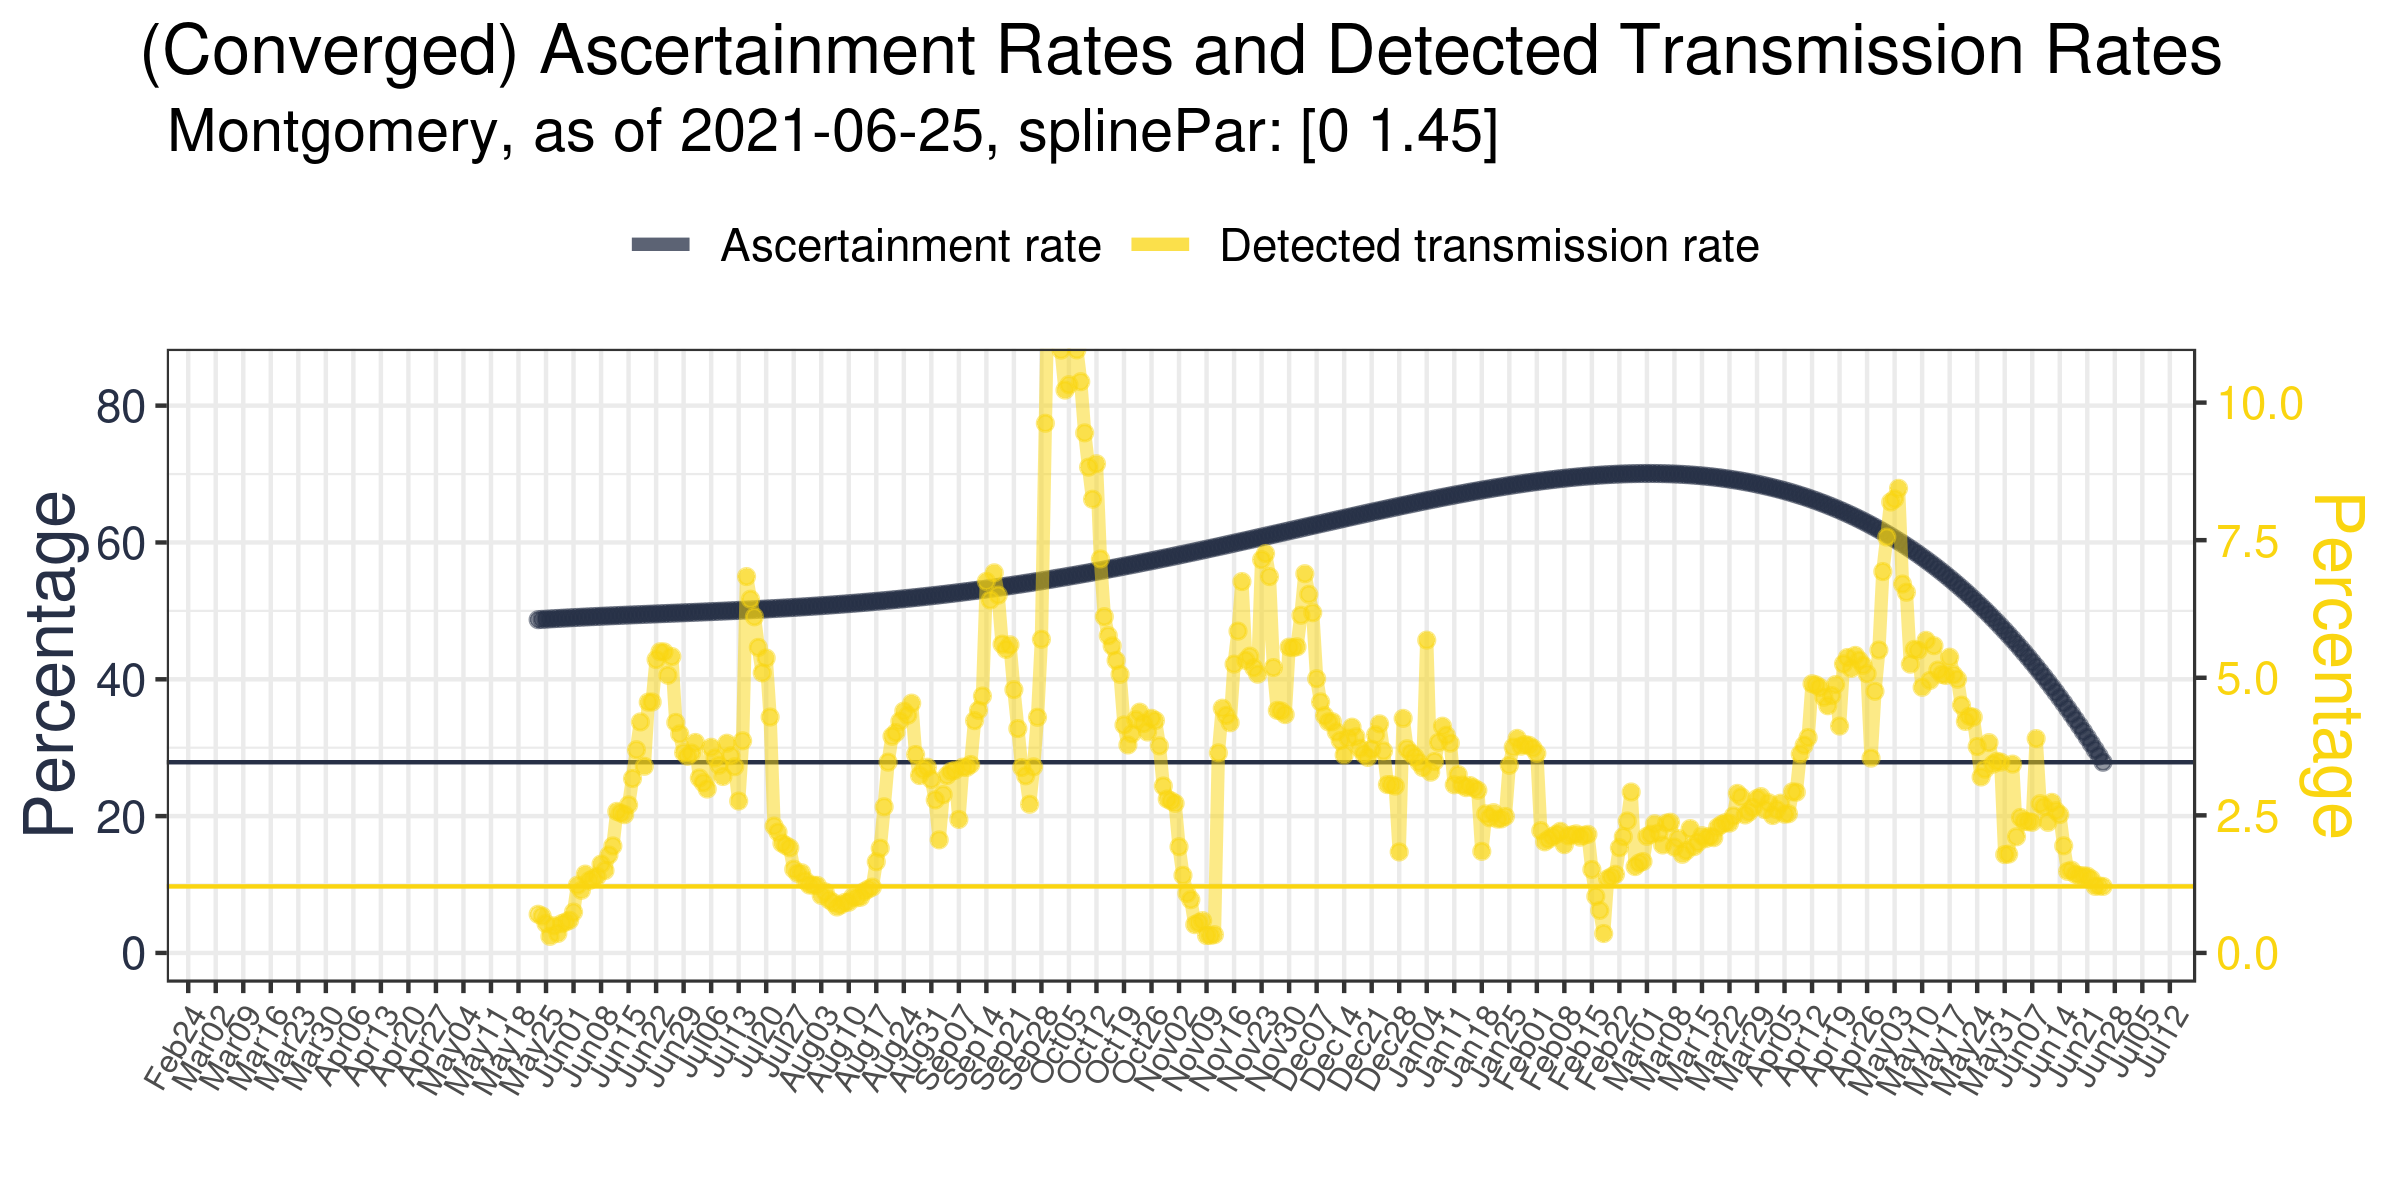 (Converged) Ascertainment Rates and Detected Transmission Rates
Montgomery, as of 2021-06-25, splinePar: [0 1.45]
Ascertainment rate
Detected transmission rate
Percentage
80
60
40
20
0
10.0
7.5
5.0
2.5
0.0
Percentage
Feb24
Mar02
Mar09
Mar16
Mar23
Mar30
Apr06
Apr13
Apr20
Apr27
May04
May11
May18
May25
Jun01
Jun08
Jun15
Jun22
Jun29
Jul06
Jul13
Jul20
Jul27
Aug03
Aug10
Aug17
Aug24
Aug31
Sep07
Sep14
Sep21
Sep28
Oct05
Oct12
Oct19
Oct26
Nov02
Nov09
Nov16
Nov23
Nov30
Dec07
Dec14
Dec21
Dec28
Jan04
Jan11
Jan18
Jan25
Feb01
Feb08
Feb15
Feb22
Mar01
Mar08
Mar15
Mar22
Mar29
Apr05
Apr12
Apr19
Apr26
May03
May10
May17
May24
May31
Jun07
Jun14
Jun21
Jun28
Jul05
Jul12